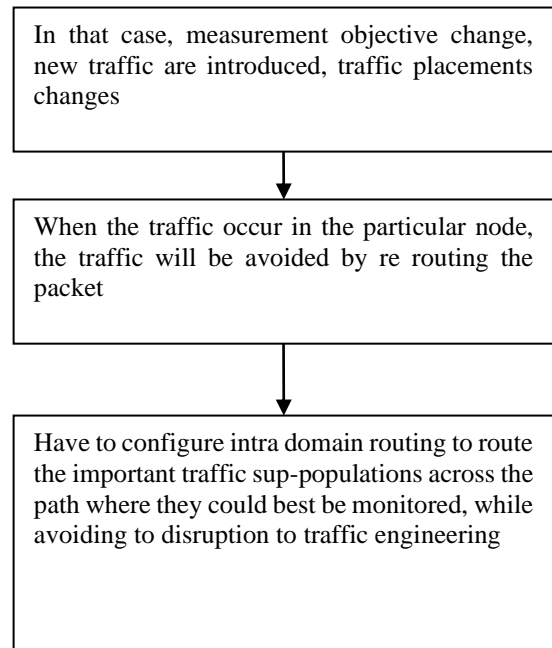 In that case, measurement objective change,
new traffic are introduced, traffic placements
changes
When the traffic occur in the particular node,
the traffic will be avoided by re routing the
packet
Have to configure intra domain routing to route
the important traffic sup-populations across the
path where they could best be monitored, while
avoiding to disruption to traffic engineering